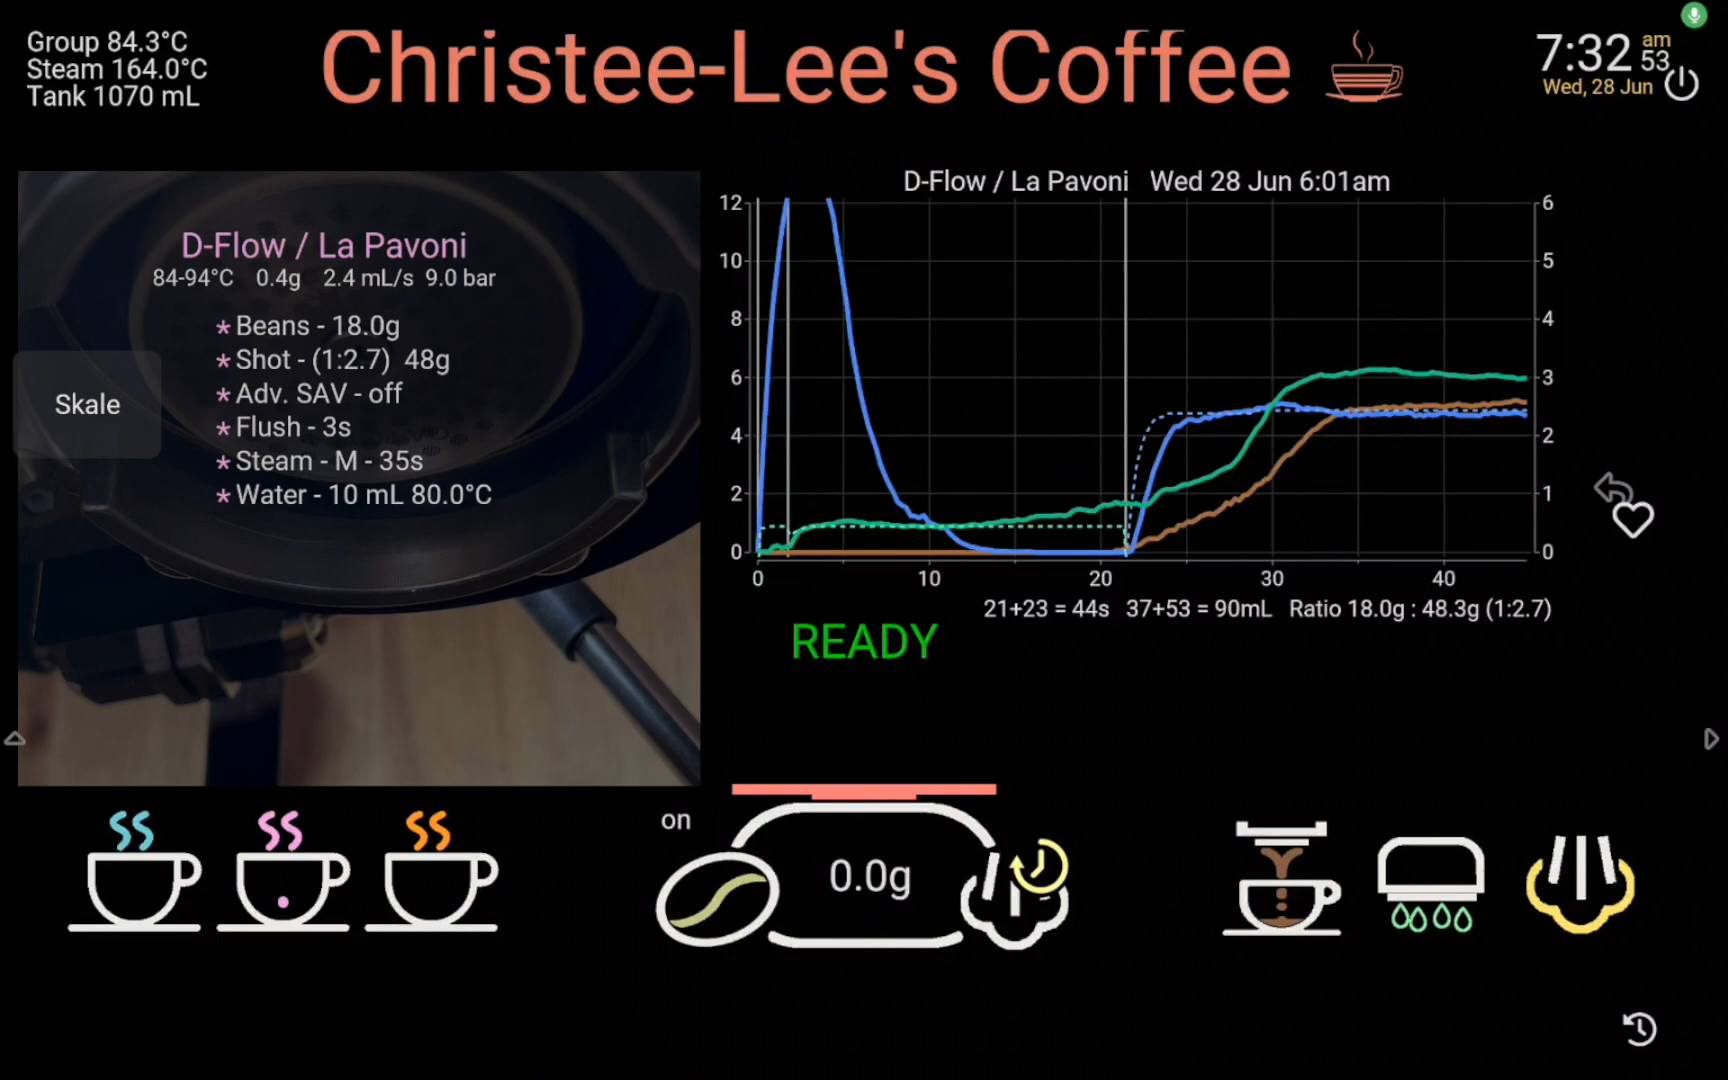 Group 84.3°C
Steam 164.0°C
Tank 1070 mL
Christee-Lee's Coffee
7:32 am
53
Wed, 28 Jun
D-Flow / La Pavoni
84-94°C 0.4g 2.4 mL/s 9.0 bar
* Beans - 18.0g
* Shot - (1:2.7) 48g
* Adv. SAV - off
* Flush - 3s
* Steam - M - 35s
* Water - 10 mL 80.0°C
Skale
D-Flow / La Pavoni Wed 28 Jun 6:01am
12
10
8
6
4
2
0
6
5
4
3
2
1
0
0 10 20 30 40
21+23 = 44s 37+53 = 90mL Ratio 18.0g : 48.3g (1:2.7)
READY
on
0.0g